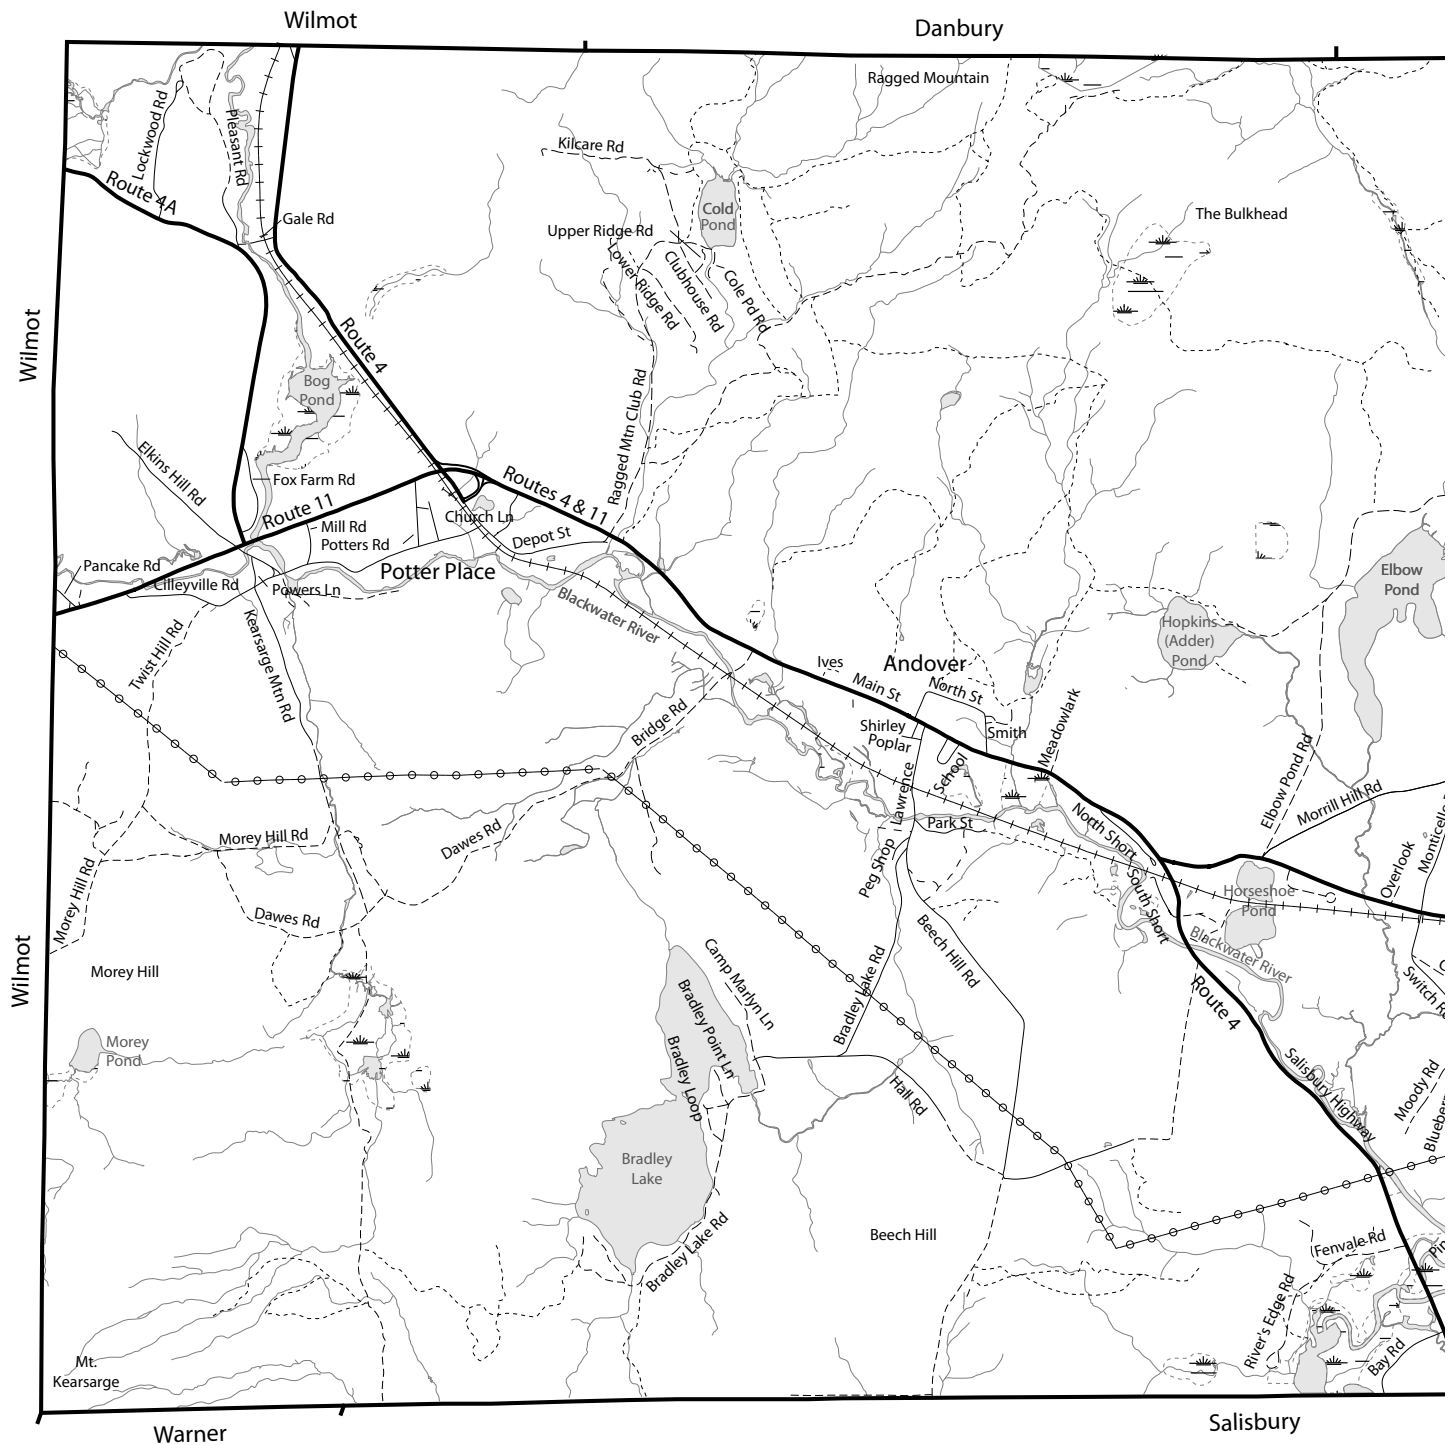 Wilmot
Danbury
Ragged Mountain
Lockwood Rd
Pleasant Rd
Kilcare Rd
Route 4A
Gale Rd
Cold
Pond
The Bulkhead
Upper Ridge Rd
Lower Ridge Rd
Clubhouse Rd
Cole Pd Rd
Wilmot
Route 4
Bog
Pond
Ragged Mtn Club Rd
Elkins Hill Rd
Fox Farm Rd
Route 11
Routes 4 & 11
Church Ln
Mill Rd
Potters Rd
Depot St
Pancake Rd
Cilleyville Rd
Powers Ln
Potter Place
Blackwater River
Elbow
Pond
Hopkins
(Adder)
Pond
Twist Hill Rd
Kearsarge Mtn Rd
Ives
Andover
Main St
North St
Bridge Rd
Shirley
Poplar
Smith
Meadowlark
School
Lawrence
Elbow Pond Rd
Morrill Hill Rd
Park St
North Short
Morey Hill Rd
Dawes Rd
Peg Shop
Overlook
Monticello
Morey Hill Rd
Dawes Rd
South Short
Horseshoe
Pond
Blackwater River
Beech Hill Rd
Wilmot
Morey Hill
Camp Marlyn Ln
Bradley Lake Rd
Route 4
Switch Rd
Morey
Pond
Bradley Point Ln
Bradley Loop
Hall Rd
Salisbury Highway
Moody Rd
Blueber
Bradley
Lake
Beech Hill
Bradley Lake Rd
Fenvale Rd
Pin
River's Edge Rd
Bay Rd
Mt.
Kearsarge
Warner
Salisbury